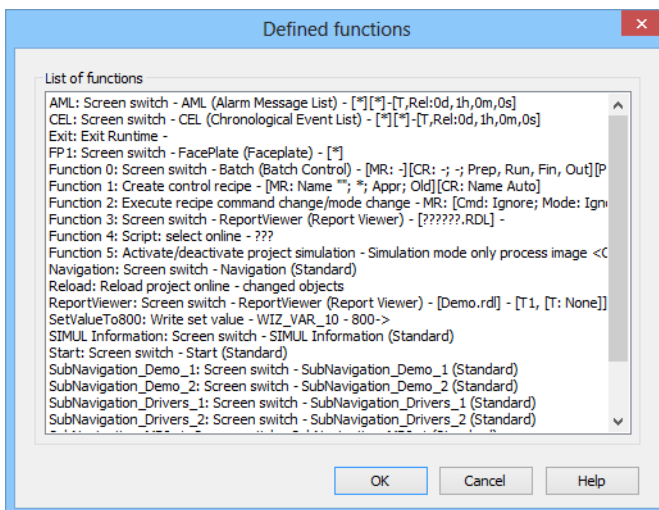 Defined functions
List of functions
AML: Screen switch - AML (Alarm Message List) - [*][*]-[T,Rel:0d,1h,0m,0s]
CEL: Screen switch - CEL (Chronological Event List) - [*][*]-[T,Rel:0d,1h,0m,0s]
Exit: Exit Runtime -
FP1: Screen switch - FacePlate (Faceplate) - [*]
Function 0: Screen switch - Batch (Batch Control) - [MR: -][CR: -; -; Prep, Run, Fin, Out][P
Function 1: Create control recipe - [MR: Name ""; *; Appr; Old][CR: Name Auto]
Function 2: Execute recipe command change/mode change - MR: [Cmd: Ignore; Mode: Ign
Function 3: Screen switch - ReportViewer (Report Viewer) - [??????.RDL] -
Function 4: Script: select online - ???
Function 5: Activate/deactivate project simulation - Simulation mode only process image <C
Navigation: Screen switch - Navigation (Standard)
Reload: Reload project online - changed objects
ReportViewer: Screen switch - ReportViewer (Report Viewer) - [Demo.rdl] - [T1, [T: None]]
SetValueTo800: Write set value - WIZ_VAR_10 - 800->
SIMUL Information: Screen switch - SIMUL Information (Standard)
Start: Screen switch - Start (Standard)
SubNavigation_Demo_1: Screen switch - SubNavigation_Demo_1 (Standard)
SubNavigation_Demo_2: Screen switch - SubNavigation_Demo_2 (Standard)
SubNavigation_Drivers_1: Screen switch - SubNavigation_Drivers_1 (Standard)
SubNavigation_Drivers_2: Screen switch - SubNavigation_Drivers_2 (Standard)
OK Cancel Help